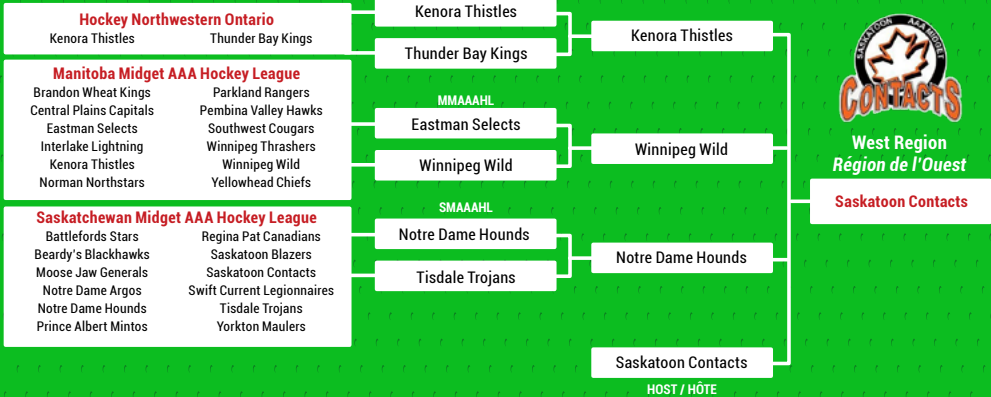 Hockey Northwestern Ontario
Kenora Thistles Thunder Bay Kings
Manitoba Midget AAA Hockey League
Brandon Wheat Kings Parkland Rangers
Central Plains Capitals Pembina Valley Hawks
Eastman Selects Southwest Cougars
Interlake Lightning Winnipeg Thrashers
Kenora Thistles Winnipeg Wild
Norman Northstars Yellowhead Chiefs
Saskatchewan Midget AAA Hockey League
Battlefords Stars Regina Pat Canadians
Beardy's Blackhawks Saskatoon Blazers
Moose Jaw Generals Saskatoon Contacts
Notre Dame Argos Swift Current Legionnaires
Notre Dame Hounds Tisdale Trojans
Prince Albert Mintos Yorkton Maulers
Kenora Thistles
Thunder Bay Kings
MMAAAHL
Eastman Selects
Winnipeg Wild
SMAAAHL
Notre Dame Hounds
Tisdale Trojans
Kenora Thistles
Winnipeg Wild
Notre Dame Hounds
Saskatoon Contacts
HOST / HÔTE
SASKATOON AAA MIDGET
CONTACTS
West Region
Région de l'Ouest
Saskatoon Contacts